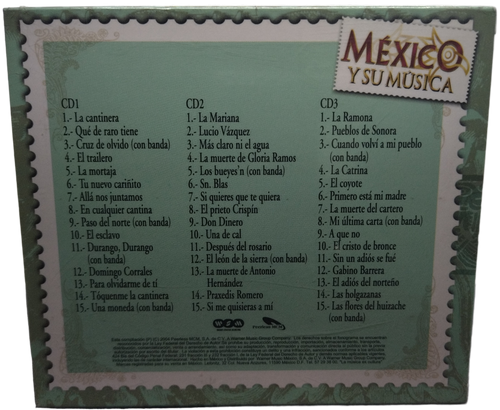 MÉXICO
Y SU MÚSICA
CD1
1.- La cantinera
2.- Qué de raro tiene
3.- Cruz de olvido (con banda)
4.- El trailero
5.- La mortaja
6.- Tu nuevo cariñito
7.- Allá nos juntamos
8.- En cualquier cantina
9.- Paso del norte (con banda)
10.- El esclavo
11.- Durango, Durango
(con banda)
12.- Domingo Corrales
13.- Para olvidarme de tí
14.- Tóquenme la cantinera
15.- Una moneda (con banda)
CD2
1.- La Mariana
2.- Lucio Vázquez
3.- Más claro ni el agua
4.- La muerte de Gloria Ramos
5.- Los bueyes'n (con banda)
6.- Sn. Blas
7.- Si quieres que te quiera
8.- El prieto Crispín
9.- Don Dinero
10.- Una de cal
11.- Después del rosario
12.- El león de la sierra (con banda)
13.- La muerte de Antonio
Hernández
14.- Praxedis Romero
15.- Si me quisieras a mí
CD3
1.- La Ramona
2.- Pueblos de Sonora
3.- Cuando volví a mi pueblo
(con banda)
4.- La Catrina
5.- El coyote
6.- Primero está mi madre
7.- La muerte del cartero
8.- Mi última carta (con banda)
9.- A que no
10.- El cristo de bronce
11.- Sin un adiós se fué
12.- Gabino Barrera
13.- El adiós del norteño
14.- Las holgazanas
15.- Las flores del huizache
(con banda)